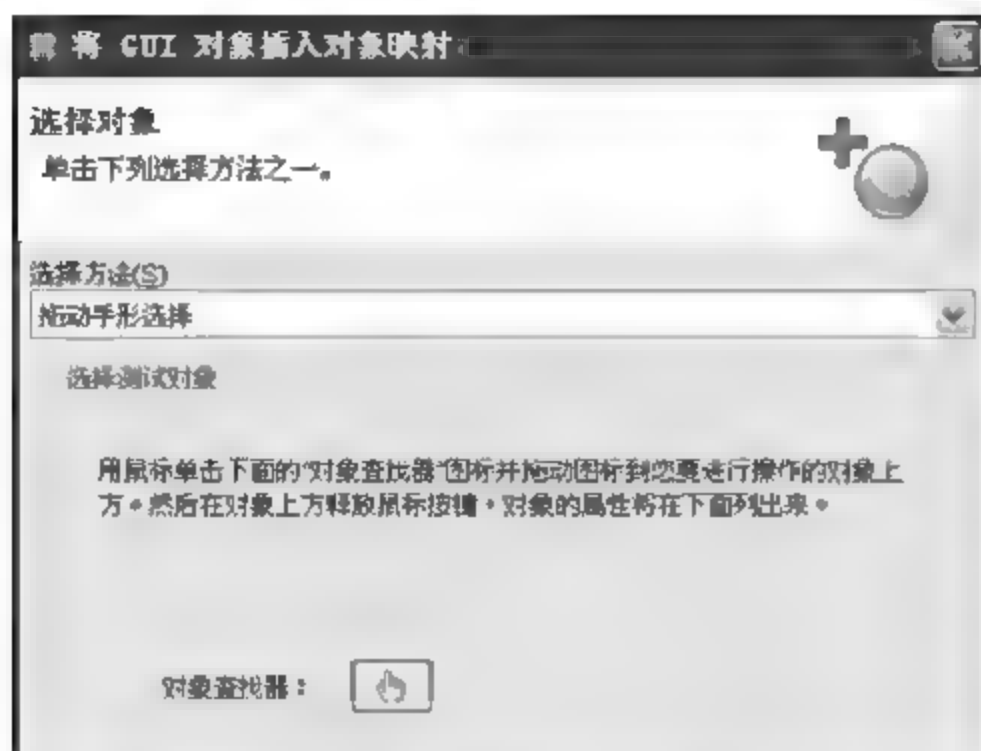 将 GUI 对象插入对象映射
选择对象
单击下列选择方法之一。
选择方法(S)
拖动手形选择
选择测试对象
用鼠标单击下面的“对象查找器”图标并拖动图标到您要进行操作的对象上
方。然后在对象上方释放鼠标按键。对象的属性将在下面列出来。
对象查找器：